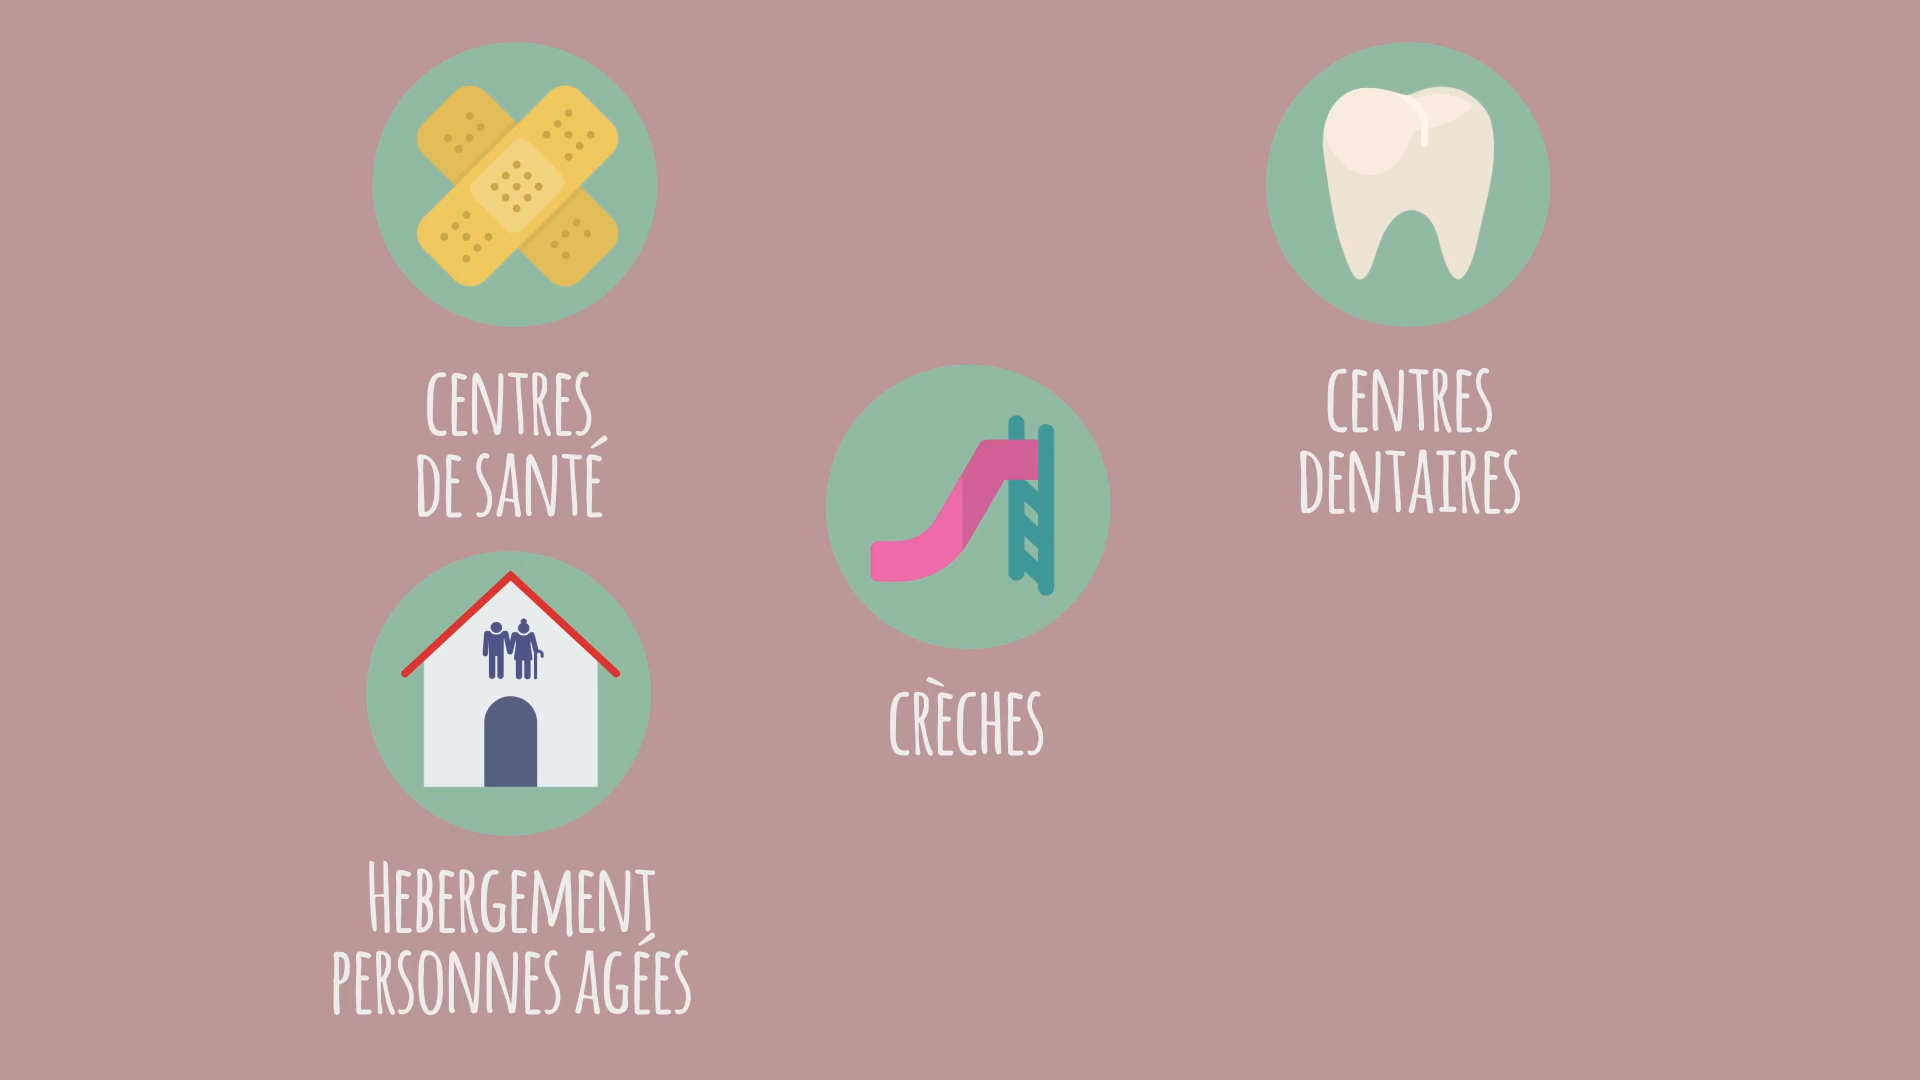 CENTRES
DE SANTÉ
CENTRES
DENTAIRES
CRÈCHES
HEBERGEMENT
PERSONNES AGÉES